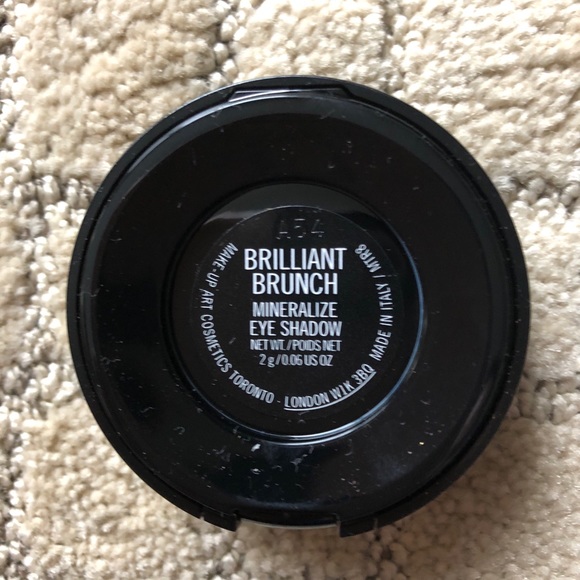 A54
BRILLIANT
BRUNCH
MINERALIZE
EYE SHADOW
NET WT./POIDS NET
2 g/0.06 US OZ
MAKE-UP ART COSMETICS TORONTO - LONDON W1K 3BQ MADE IN ITALY / MTR8